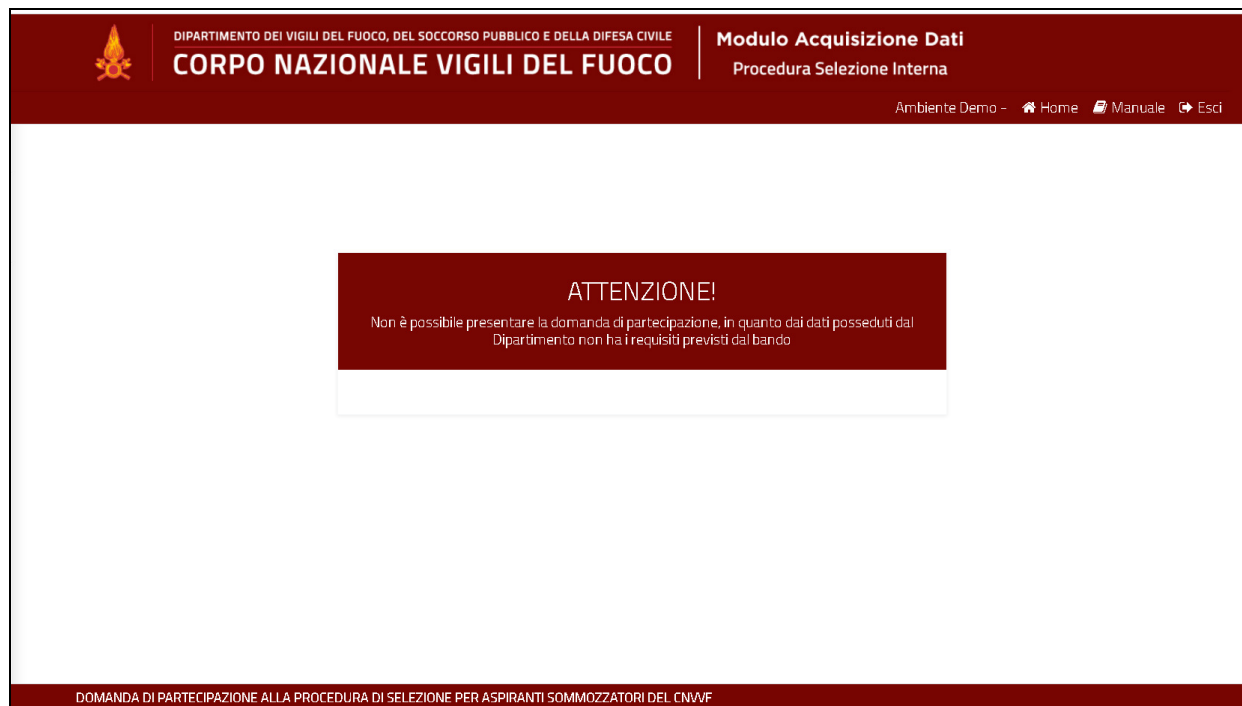 DIPARTIMENTO DEI VIGILI DEL FUOCO, DEL SOCCORSO PUBBLICO E DELLA DIFESA CIVILE
CORPO NAZIONALE VIGILI DEL FUOCO
Modulo Acquisizione Dati
Procedura Selezione Interna
Ambiente Demo - Home Manuale Esci
ATTENZIONE!
Non è possibile presentare la domanda di partecipazione, in quanto dai dati posseduti dal
Dipartimento non ha i requisiti previsti dal bando
DOMANDA DI PARTECIPAZIONE ALLA PROCEDURA DI SELEZIONE PER ASPIRANTI SOMMOZZATORI DEL CNVVF